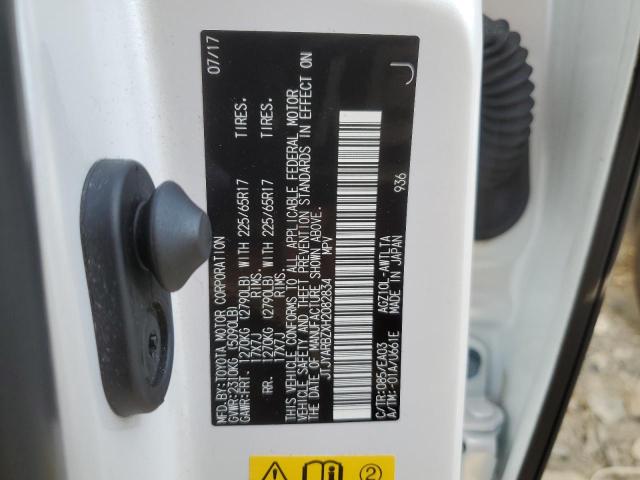 MFD.BY:TOYOTA MOTOR CORPORATION 07/17
GVWR:2310KG (5090LB)
GAWR:FRT. 1270KG (2790LB) WITH 225/65R17 TIRES.
17X7J RIMS.
RR. 1270KG (2790LB) WITH 225/65R17 TIRES.
17X7J RIMS.
THIS VEHICLE CONFORMS TO ALL APPLICABLE FEDERAL MOTOR
VEHICLE SAFETY AND THEFT PREVENTION STANDARDS IN EFFECT ON
THE DATE OF MANUFACTURE SHOWN ABOVE.
JTJYARBZXH2082834 MPV
J
936
C/TR:085/EA03 AGZ10L-AWTLTA
A/TM:-01A/U661E MADE IN JAPAN
2